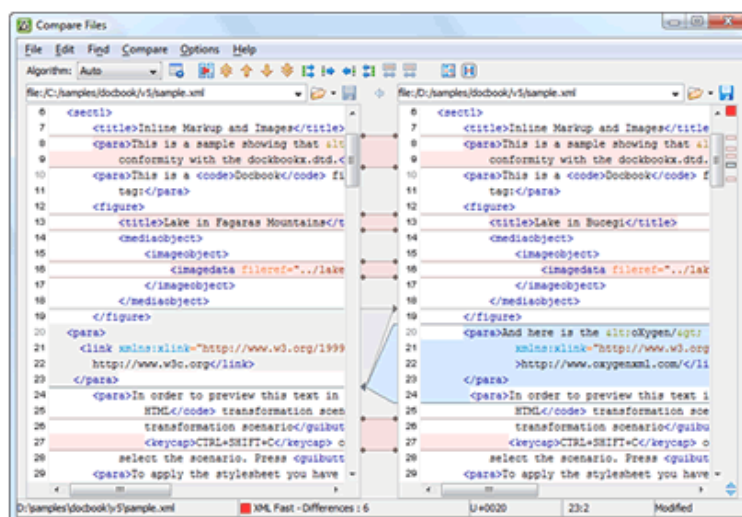 Compare Files
File Edit Find Compare Options Help
Algorithm: Auto
file:/C:/samples/docbook/v5/sample.xml
6 <sect1>
7 <title>Inline Markup and Images</title>
8 <para>This is a sample showing that &lt
9 conformity with the dockbookx.dtd.<
10 <para>This is a <code>Docbook</code> fi
11 tag:</para>
12 <figure>
13 <title>Lake in Fagaras Mountains</t
14 <mediaobject>
15 <imageobject>
16 <imagedata fileref="../lake
17 </imageobject>
18 </mediaobject>
19 </figure>
20 <para>
21 <link xmlns:xlink="http://www.w3.org/1999
22 http://www.w3c.org</link>
23 </para>
24 <para>In order to preview this text in
25 HTML</code> transformation scen
26 transformation scenario</guibut
27 <keycap>CTRL+SHIFT+C</keycap> o
28 select the scenario. Press <guibutt
29 <para>To apply the stylesheet you have
file:/D:/samples/docbook/v5/sample.xml
6 <sect1>
7 <title>Inline Markup and Images</title
8 <para>This is a sample showing that &lt
9 conformity with the dockbookx.dtd.
10 <para>This is a <code>Docbook</code> f
11 tag:</para>
12 <figure>
13 <title>Lake in Bucegi</title>
14 <mediaobject>
15 <imageobject>
16 <imagedata fileref="../lak
17 </imageobject>
18 </mediaobject>
19 </figure>
20 <para>And here is the &lt;oXygen/&gt;
21 xmlns:xlink="http://www.w3.org
22 >http://www.oxygenxml.com/</li
23 </para>
24 <para>In order to preview this text i
25 HTML</code> transformation sce
26 transformation scenario</guibu
27 <keycap>CTRL+SHIFT+C</keycap>
28 select the scenario. Press <guibut
29 <para>To apply the stylesheet you have
D:\samples\docbook\v5\sample.xml XML Fast - Differences : 6 U+0020 23:2 Modified